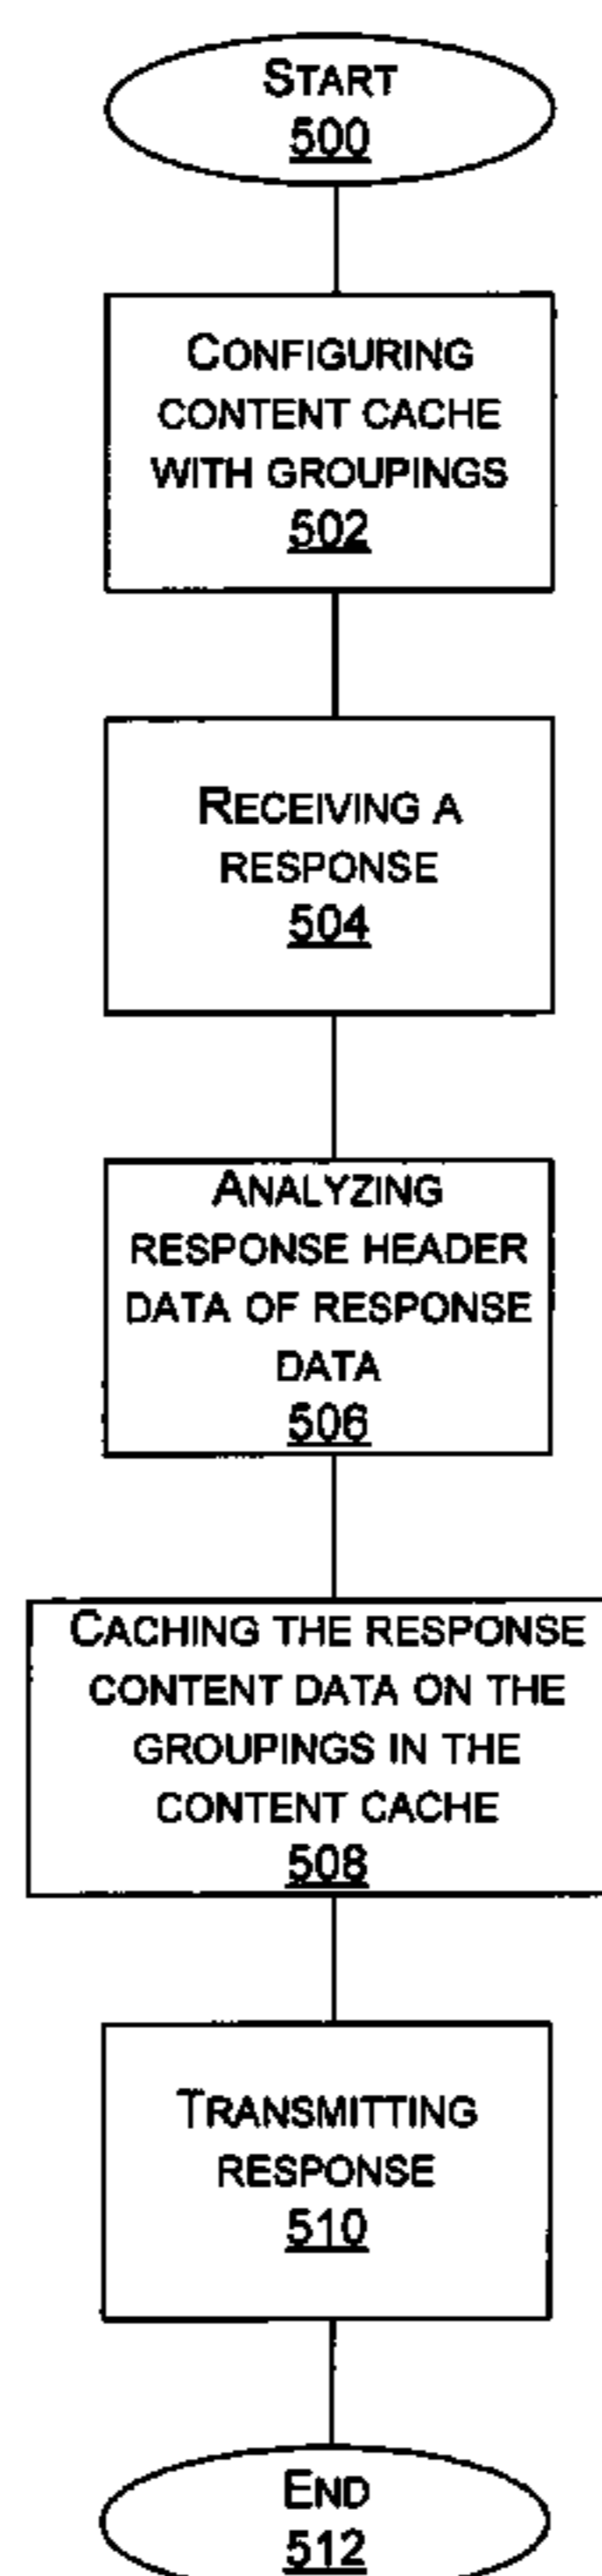 START
500
CONFIGURING
CONTENT CACHE
WITH GROUPINGS
502
RECEIVING A
RESPONSE
504
ANALYZING
RESPONSE HEADER
DATA OF RESPONSE
DATA
506
CACHING THE RESPONSE
CONTENT DATA ON THE
GROUPINGS IN THE
CONTENT CACHE
508
TRANSMITTING
RESPONSE
510
END
512